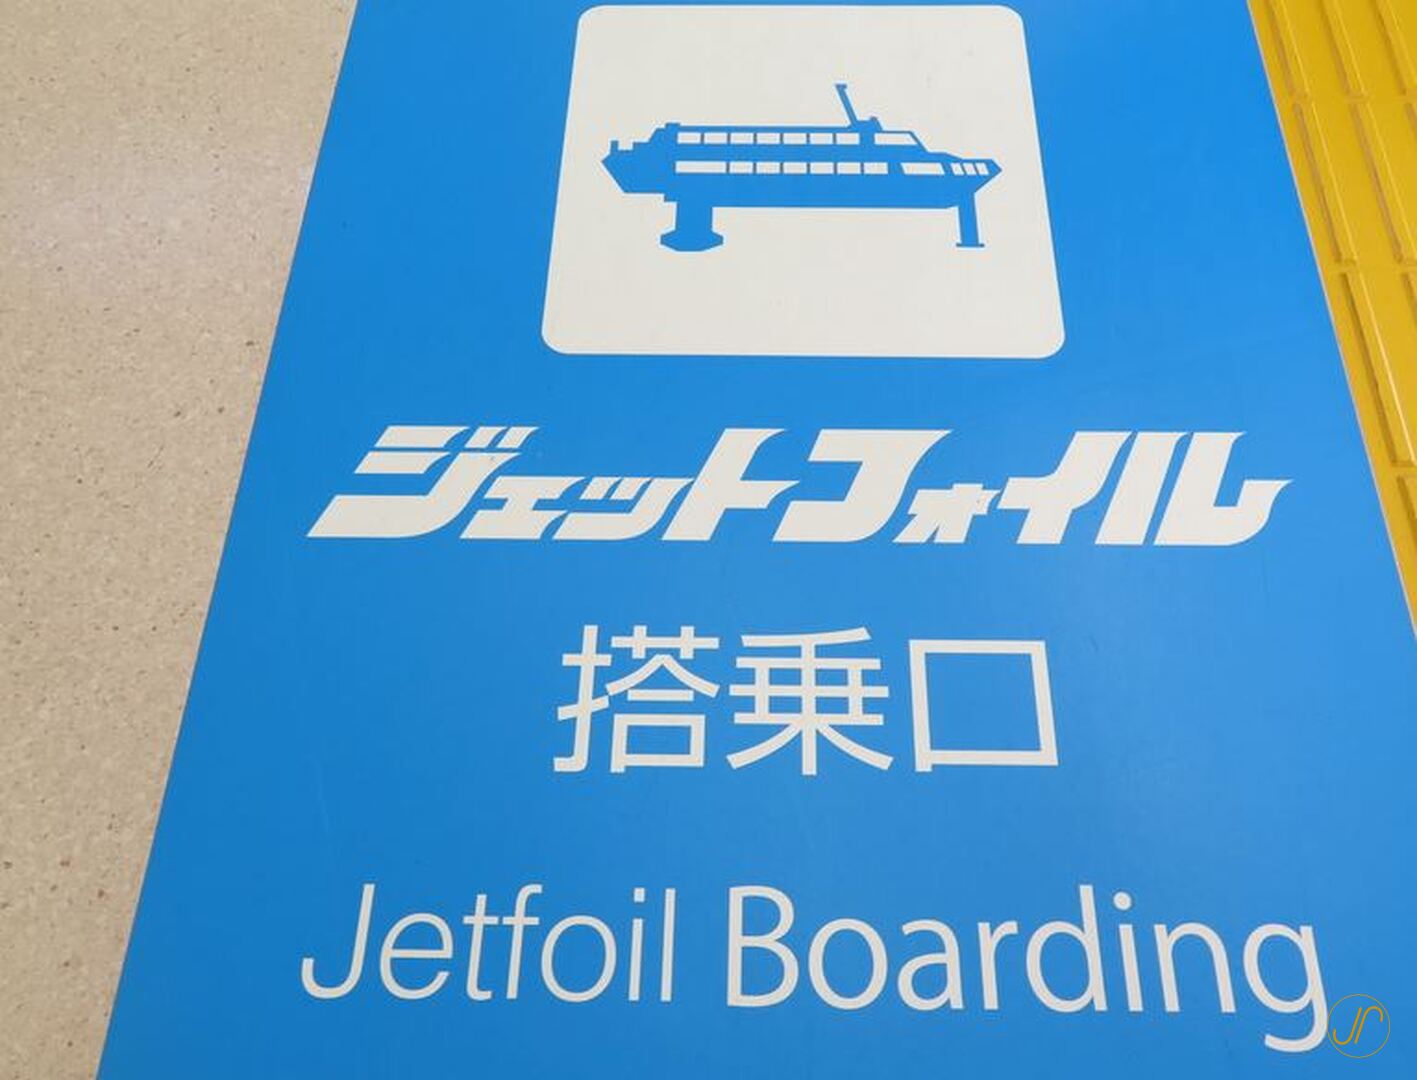 ジェットフォイル
搭乗口
Jetfoil Boarding